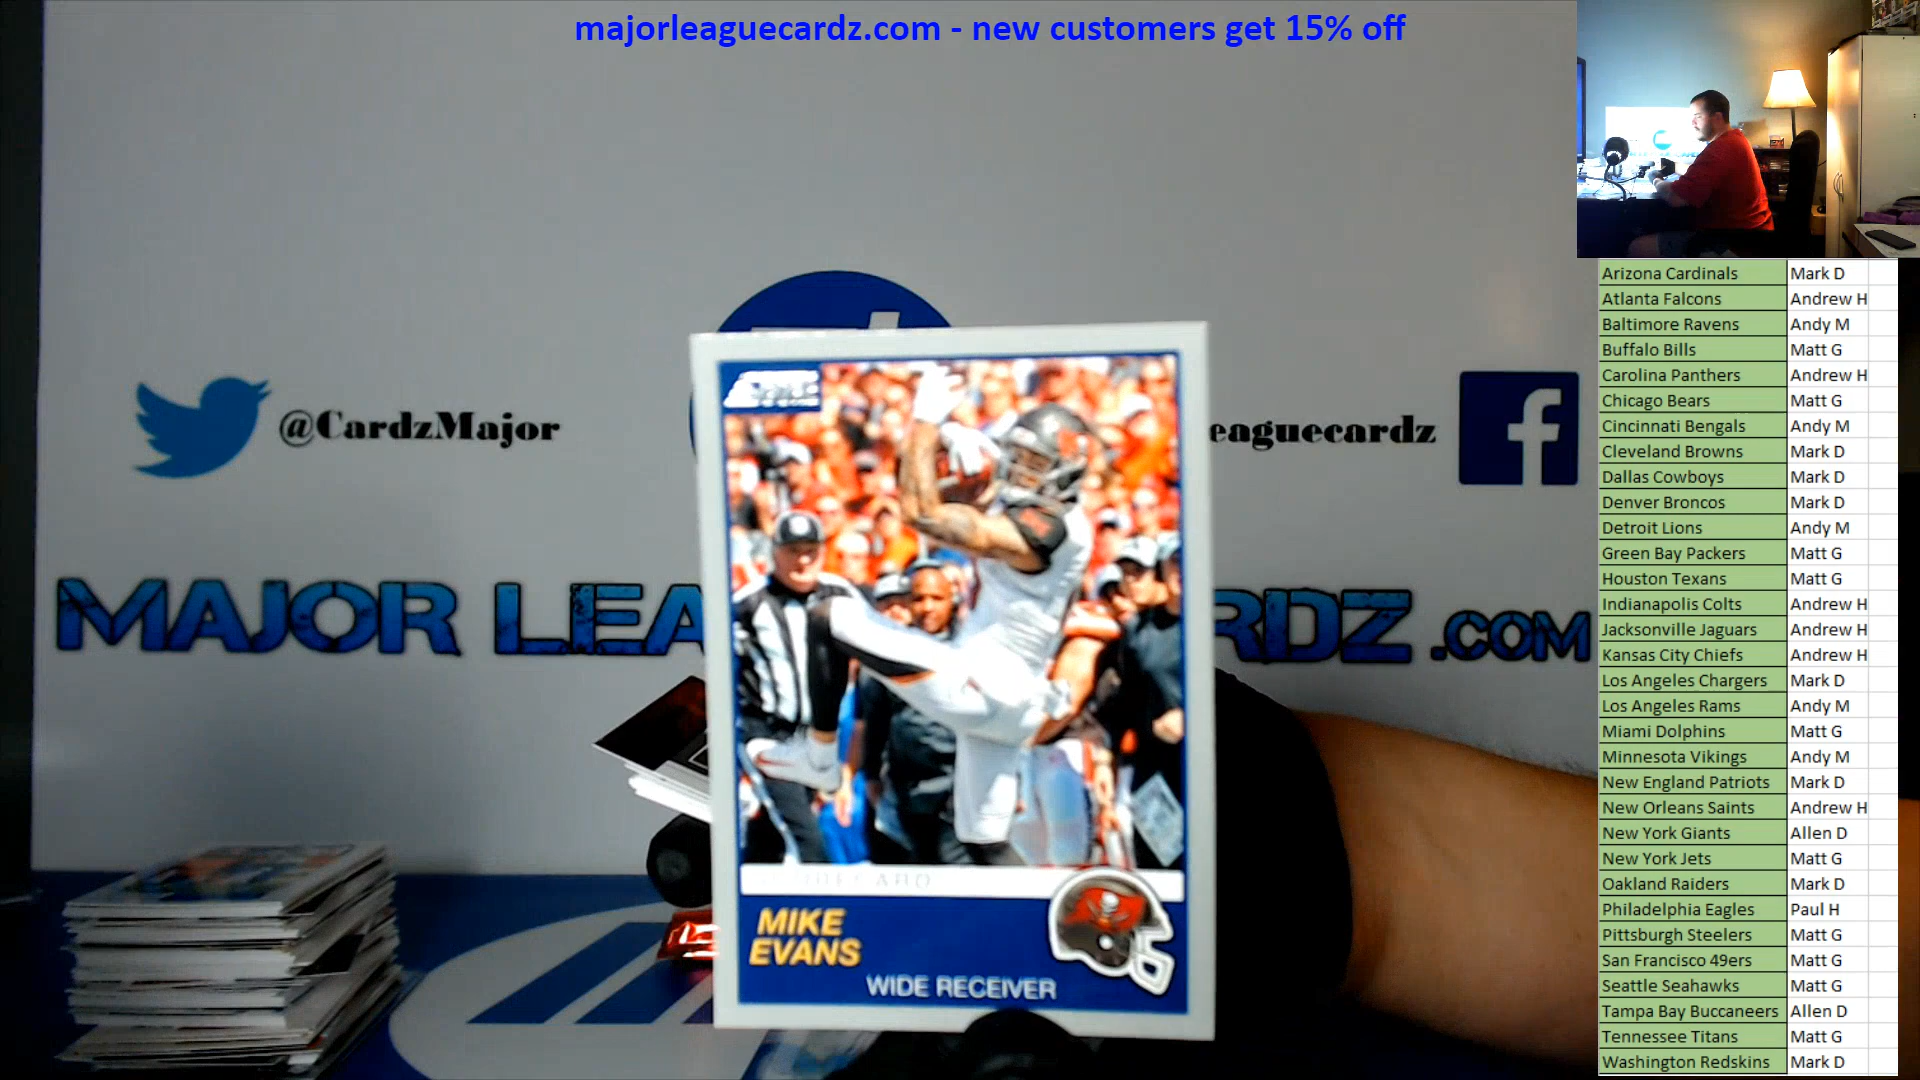 majorleaguecardz.com - new customers get 15% off
@CardzMajor
eaguecardz
MAJOR LEA RDZ .COM
MIKE
EVANS
WIDE RECEIVER
Arizona Cardinals Mark D
Atlanta Falcons Andrew H
Baltimore Ravens Andy M
Buffalo Bills Matt G
Carolina Panthers Andrew H
Chicago Bears Matt G
Cincinnati Bengals Andy M
Cleveland Browns Mark D
Dallas Cowboys Mark D
Denver Broncos Mark D
Detroit Lions Andy M
Green Bay Packers Matt G
Houston Texans Matt G
Indianapolis Colts Andrew H
Jacksonville Jaguars Andrew H
Kansas City Chiefs Andrew H
Los Angeles Chargers Mark D
Los Angeles Rams Andy M
Miami Dolphins Matt G
Minnesota Vikings Andy M
New England Patriots Mark D
New Orleans Saints Andrew H
New York Giants Allen D
New York Jets Matt G
Oakland Raiders Mark D
Philadelphia Eagles Paul H
Pittsburgh Steelers Matt G
San Francisco 49ers Matt G
Seattle Seahawks Matt G
Tampa Bay Buccaneers Allen D
Tennessee Titans Matt G
Washington Redskins Mark D